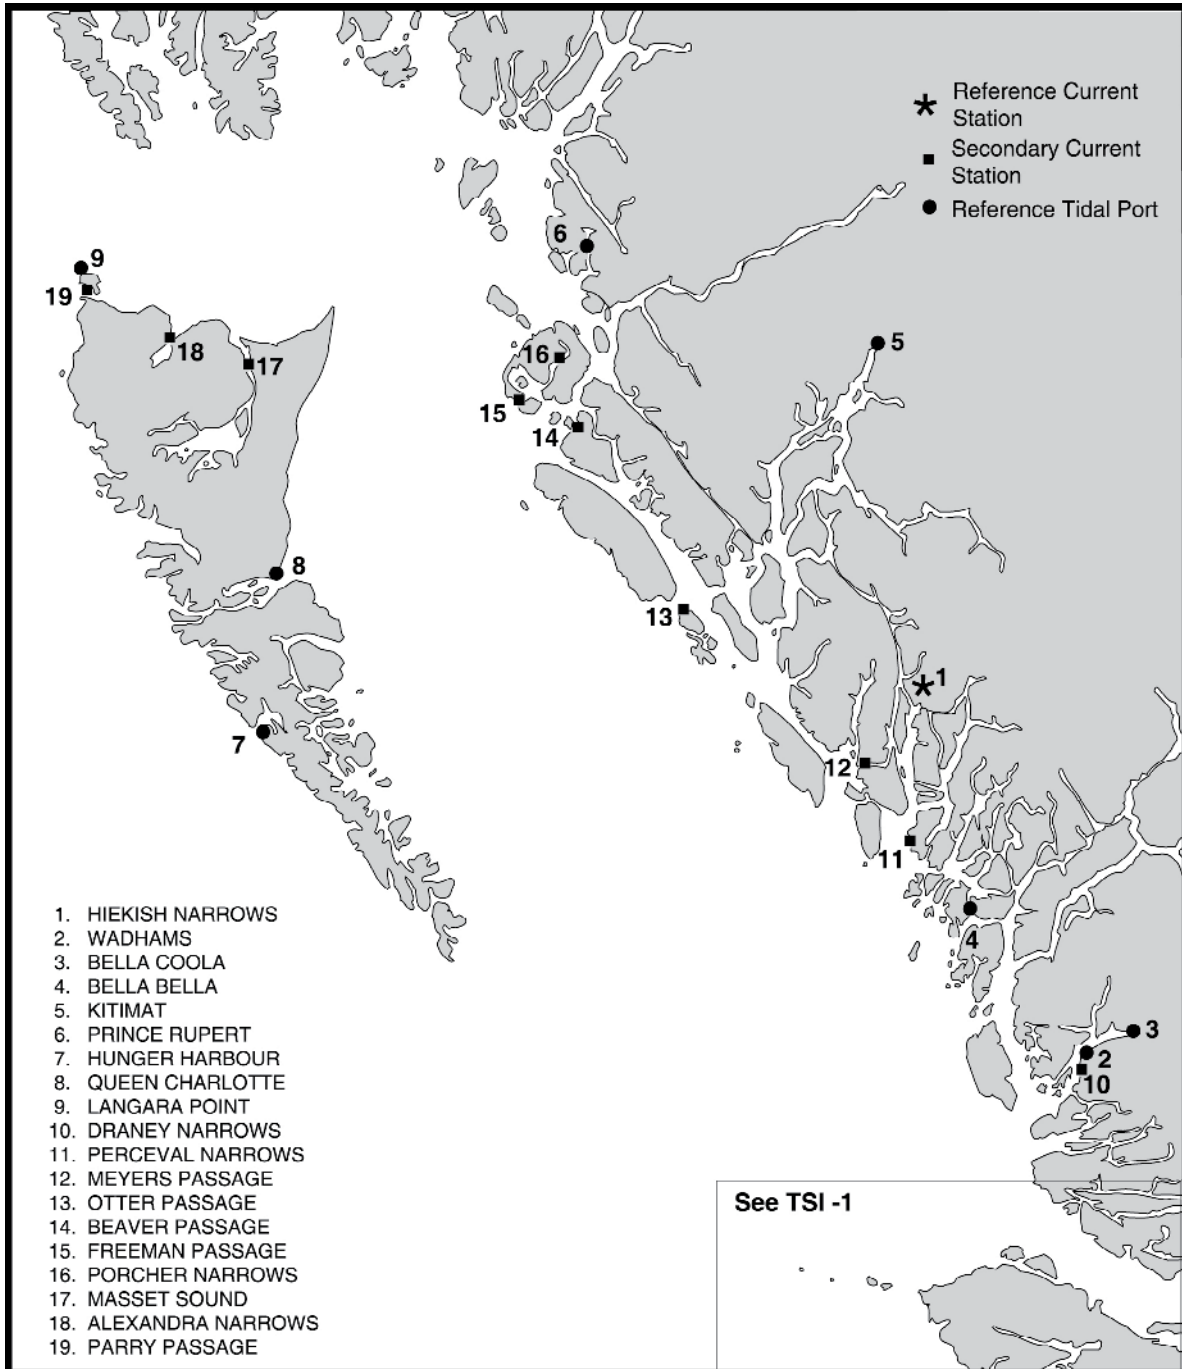 Reference Current
Station
Secondary Current
Station
Reference Tidal Port
6
9
19
18
17
16
15
14
5
8
13
1
7
12
11
4
3
2
10
1. HIEKISH NARROWS
2. WADHAMS
3. BELLA COOLA
4. BELLA BELLA
5. KITIMAT
6. PRINCE RUPERT
7. HUNGER HARBOUR
8. QUEEN CHARLOTTE
9. LANGARA POINT
10. DRANEY NARROWS
11. PERCEVAL NARROWS
12. MEYERS PASSAGE
13. OTTER PASSAGE
14. BEAVER PASSAGE
15. FREEMAN PASSAGE
16. PORCHER NARROWS
17. MASSET SOUND
18. ALEXANDRA NARROWS
19. PARRY PASSAGE
See TSI -1